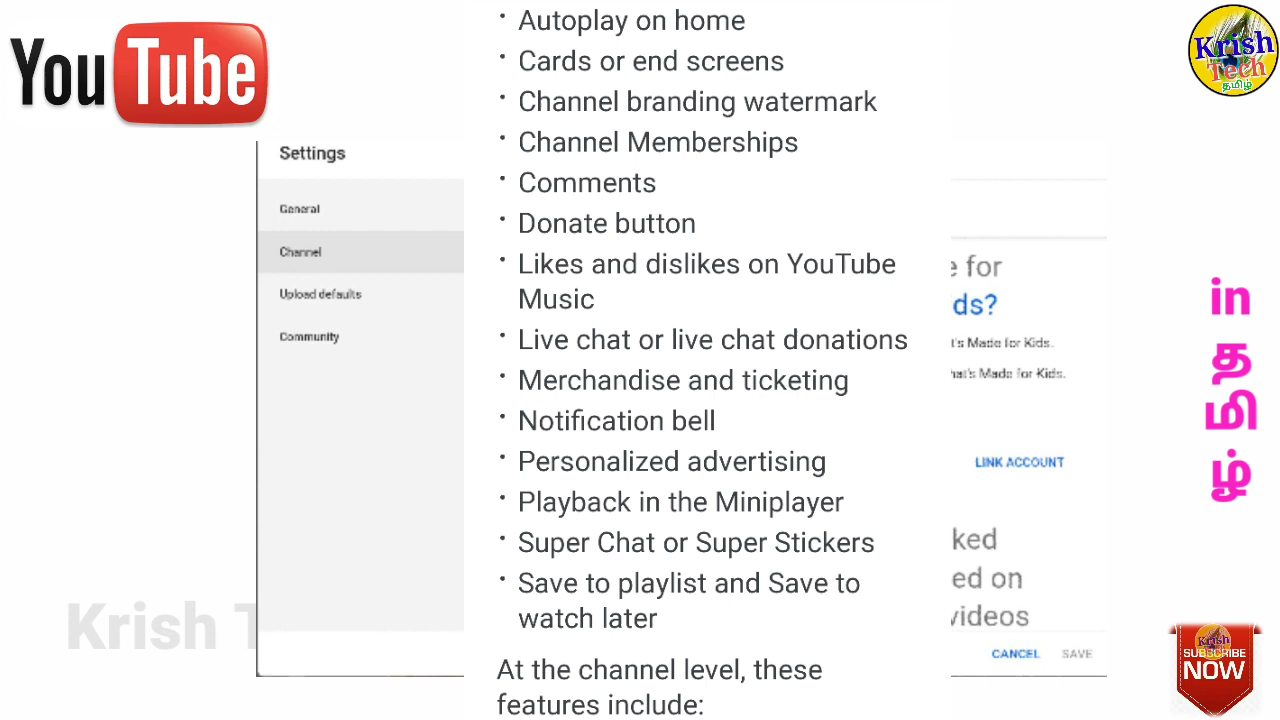 YouTube
Krish
Tech
தமிழ்
• Autoplay on home
• Cards or end screens
• Channel branding watermark
• Channel Memberships
• Comments
• Donate button
• Likes and dislikes on YouTube
Music
• Live chat or live chat donations
• Merchandise and ticketing
• Notification bell
• Personalized advertising
• Playback in the Miniplayer
• Super Chat or Super Stickers
• Save to playlist and Save to
watch later
At the channel level, these
features include:
Settings
General
Channel
Upload defaults
Community
Krish T
e for
ds?
t's Made for Kids.
hat's Made for Kids.
LINK ACCOUNT
ked
ed on
videos
CANCEL SAVE
in
த
மி
ழ்
Krish
SUBSCRIBE
NOW